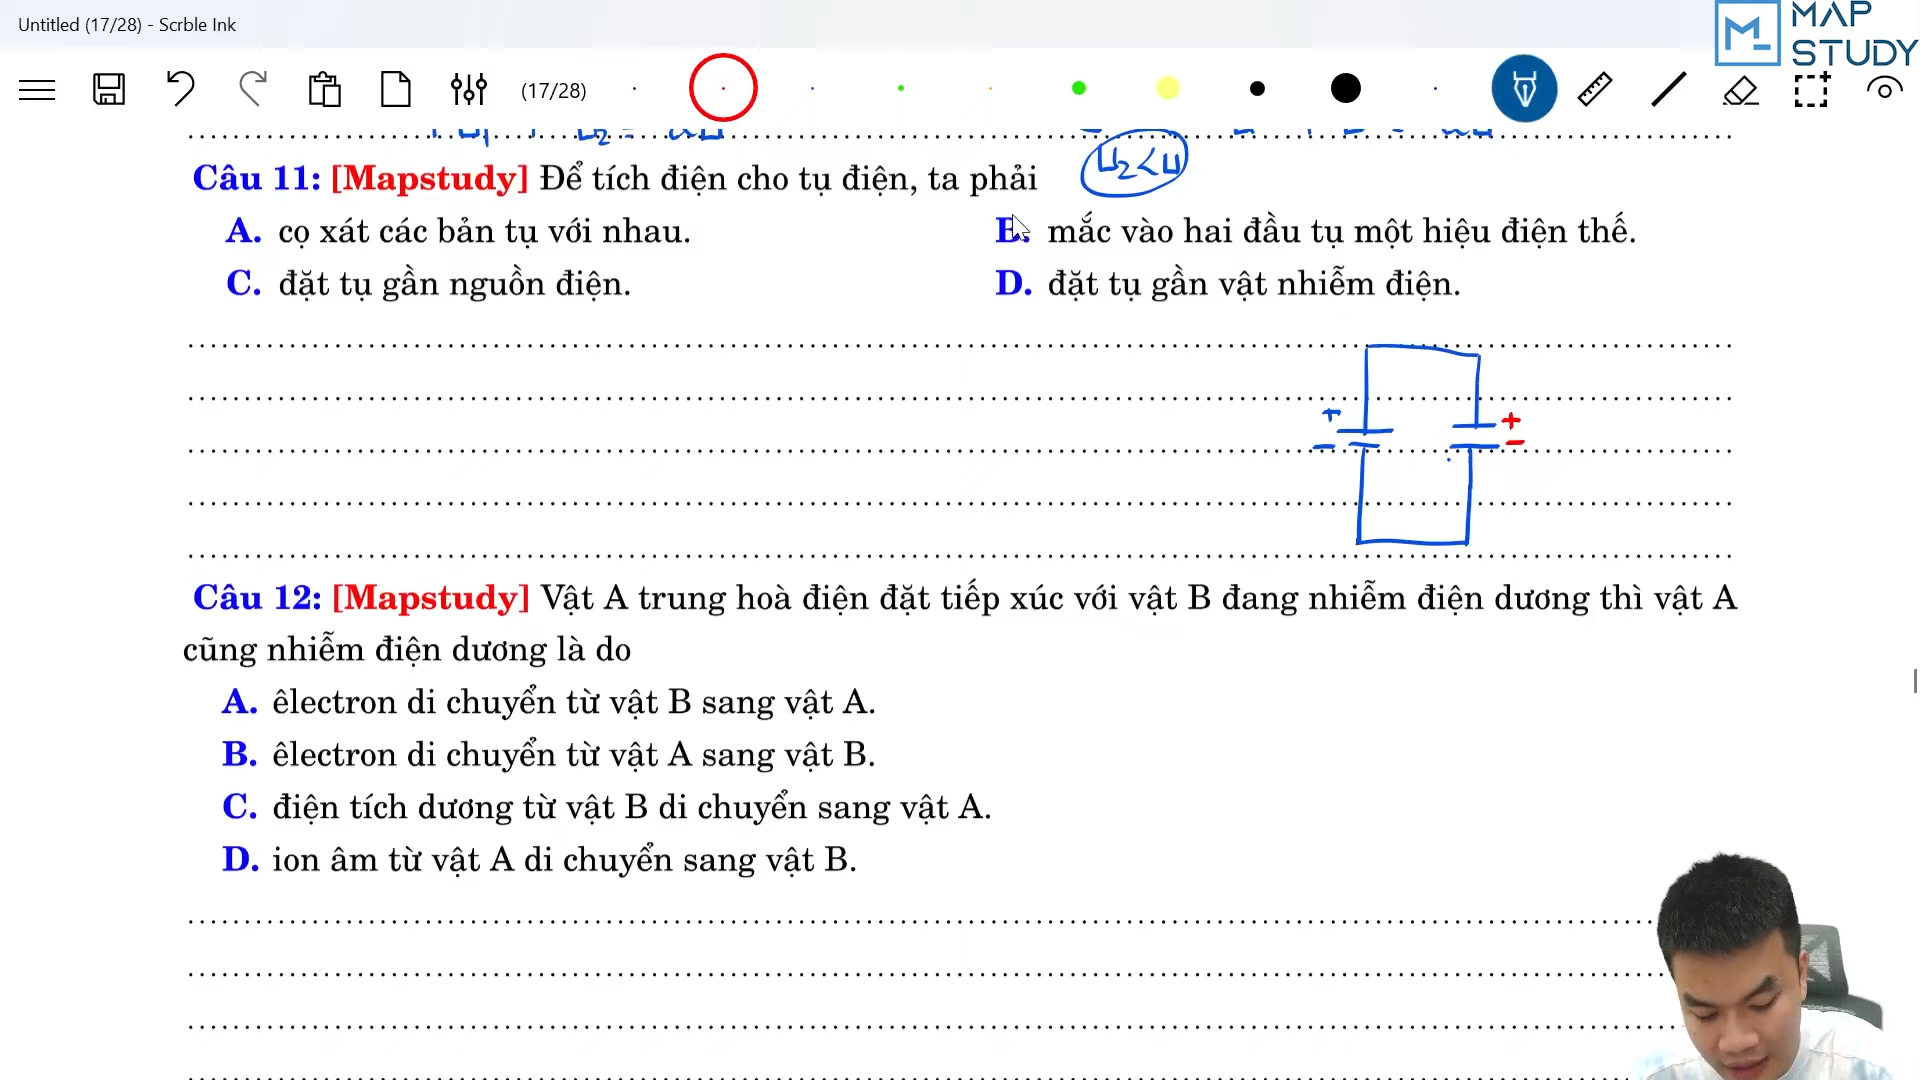 Untitled (17/28) - Scrble Ink
MAP
STUDY
(17/28)
U₂ < U
Câu 11: [Mapstudy] Để tích điện cho tụ điện, ta phải
A. cọ xát các bản tụ với nhau.
B. mắc vào hai đầu tụ một hiệu điện thế.
C. đặt tụ gần nguồn điện.
D. đặt tụ gần vật nhiễm điện.
+ +
- -
Câu 12: [Mapstudy] Vật A trung hoà điện đặt tiếp xúc với vật B đang nhiễm điện dương thì vật A
cũng nhiễm điện dương là do
A. êlectron di chuyển từ vật B sang vật A.
B. êlectron di chuyển từ vật A sang vật B.
C. điện tích dương từ vật B di chuyển sang vật A.
D. ion âm từ vật A di chuyển sang vật B.